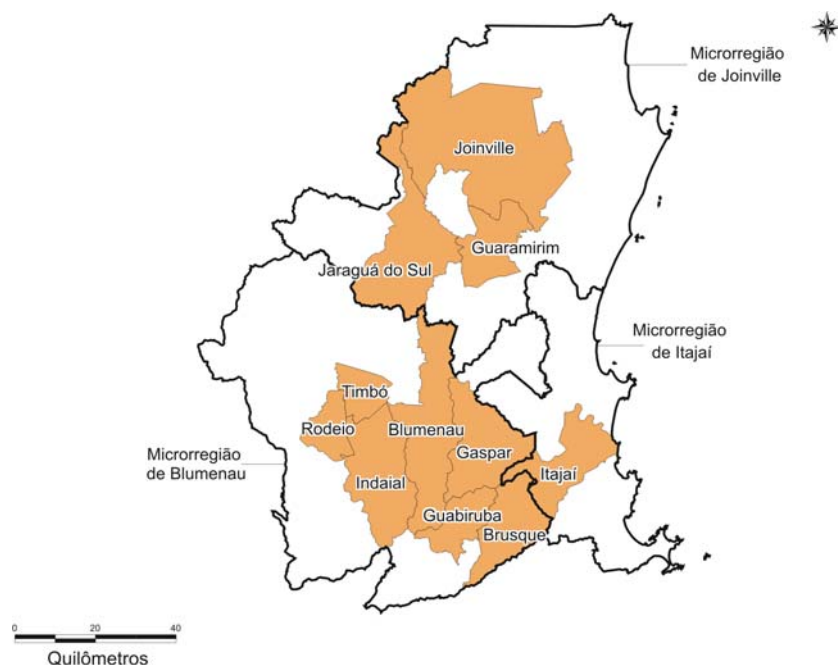 Microrregião
de Joinville
Joinville
Guaramirim
Jaraguá do Sul
Microrregião
de Itajaí
Timbó
Rodeio
Blumenau
Gaspar
Microrregião
de Blumenau
Itajaí
Indaial
Guabiruba
Brusque
0 20 40
Quilômetros